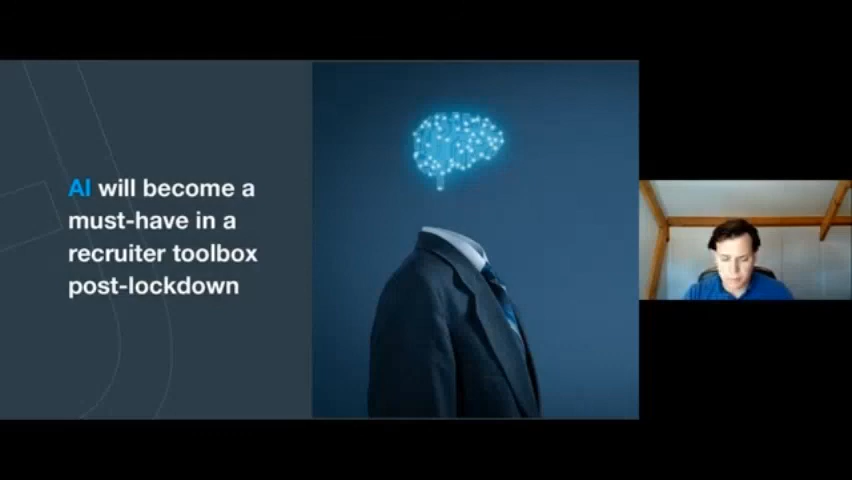 AI will become a
must-have in a
recruiter toolbox
post-lockdown